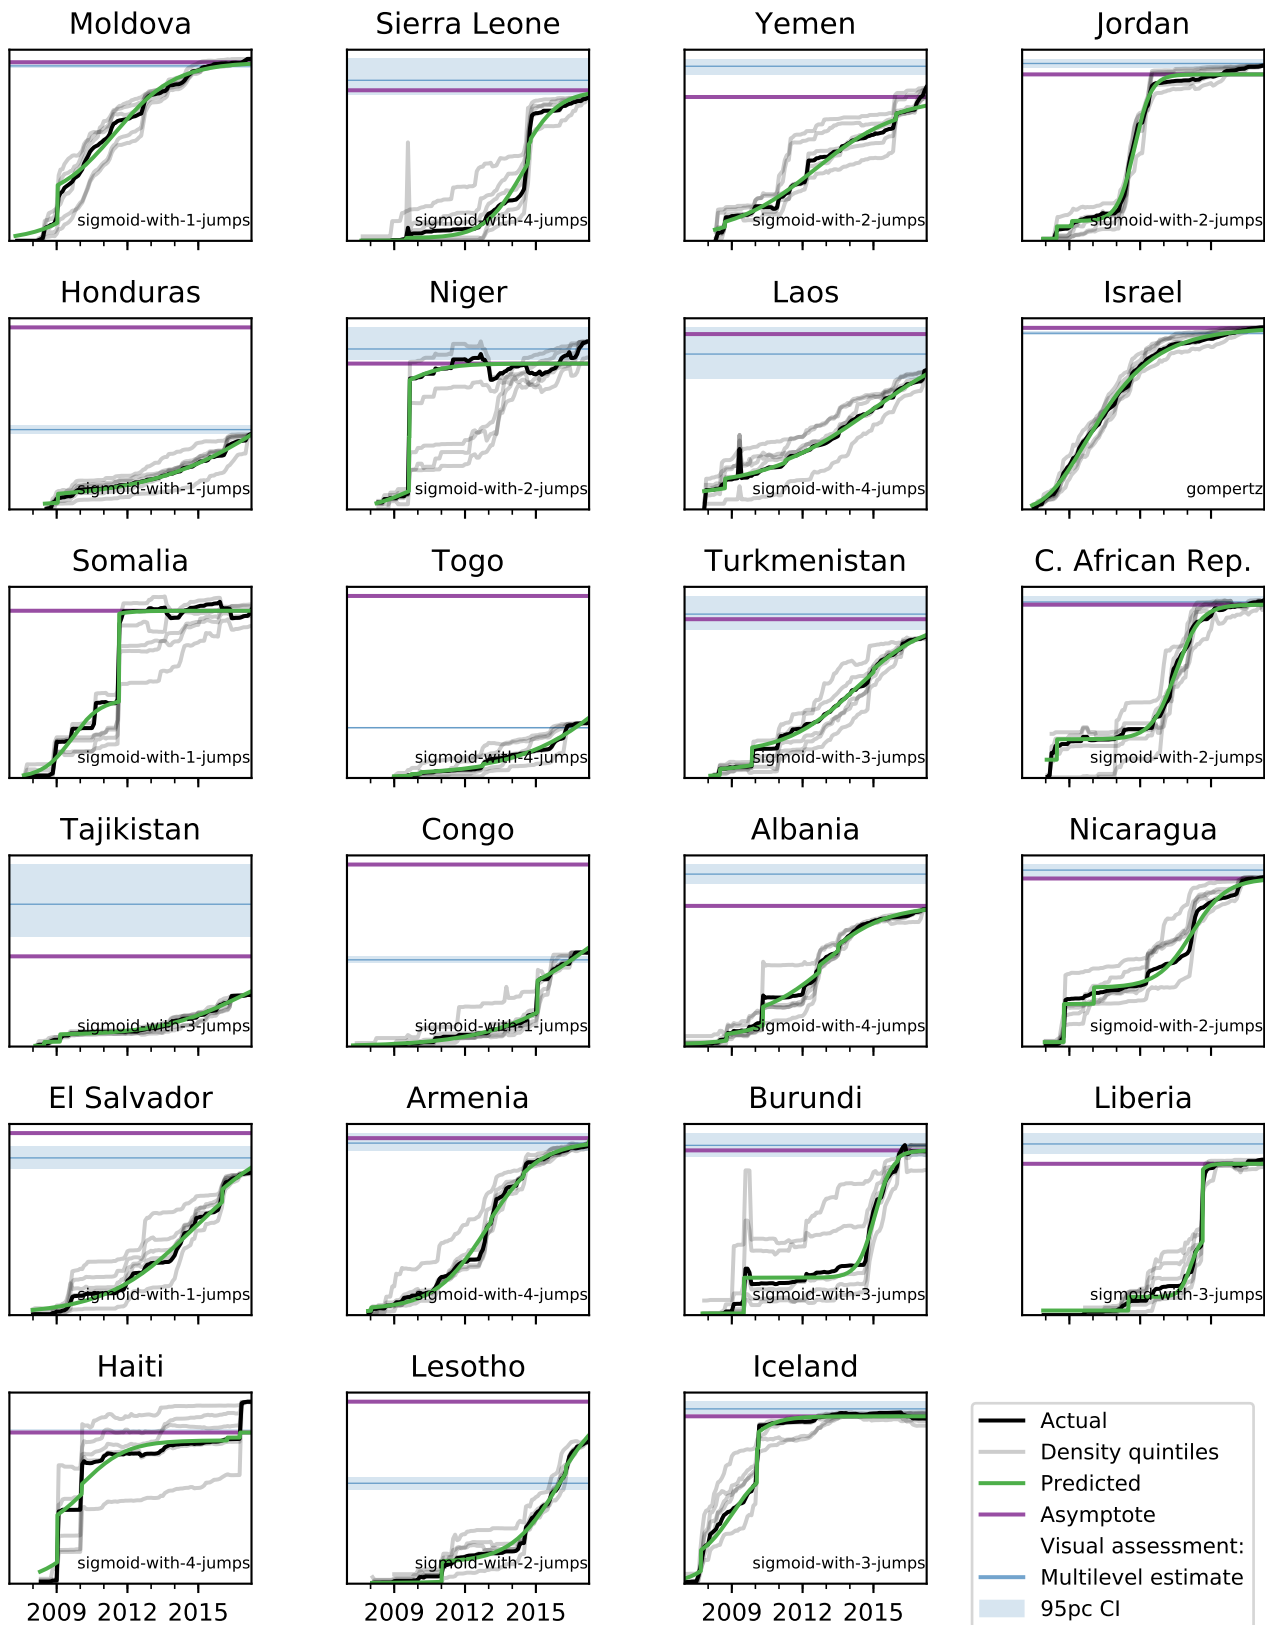 Moldova
Sierra Leone
Yemen
Jordan
sigmoid-with-1-jumps
sigmoid-with-4-jumps
sigmoid-with-2-jumps
sigmoid-with-2-jumps
Honduras
Niger
Laos
Israel
sigmoid-with-1-jumps
sigmoid-with-2-jumps
sigmoid-with-4-jumps
gompertz
Somalia
Togo
Turkmenistan
C. African Rep.
sigmoid-with-1-jumps
sigmoid-with-4-jumps
sigmoid-with-3-jumps
sigmoid-with-2-jumps
Tajikistan
Congo
Albania
Nicaragua
sigmoid-with-3-jumps
sigmoid-with-1-jumps
sigmoid-with-4-jumps
sigmoid-with-2-jumps
El Salvador
Armenia
Burundi
Liberia
sigmoid-with-1-jumps
sigmoid-with-4-jumps
sigmoid-with-3-jumps
sigmoid-with-3-jumps
Haiti
Lesotho
Iceland
sigmoid-with-4-jumps
sigmoid-with-2-jumps
sigmoid-with-3-jumps
2009 2012 2015
2009 2012 2015
2009 2012 2015
Actual
Density quintiles
Predicted
Asymptote
Visual assessment:
Multilevel estimate
95pc CI